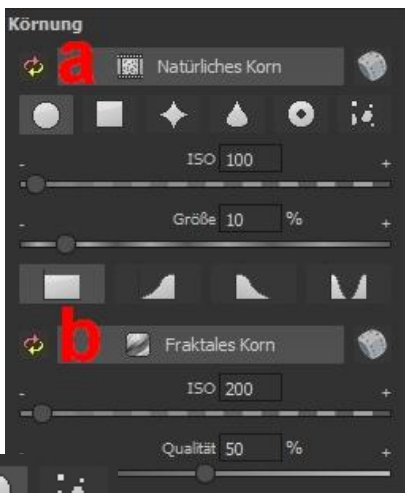 Körnung
a Natürliches Korn
- ISO 100 +
- Größe 10 % +
b Fraktales Korn
- ISO 200 +
- Qualität 50 % +